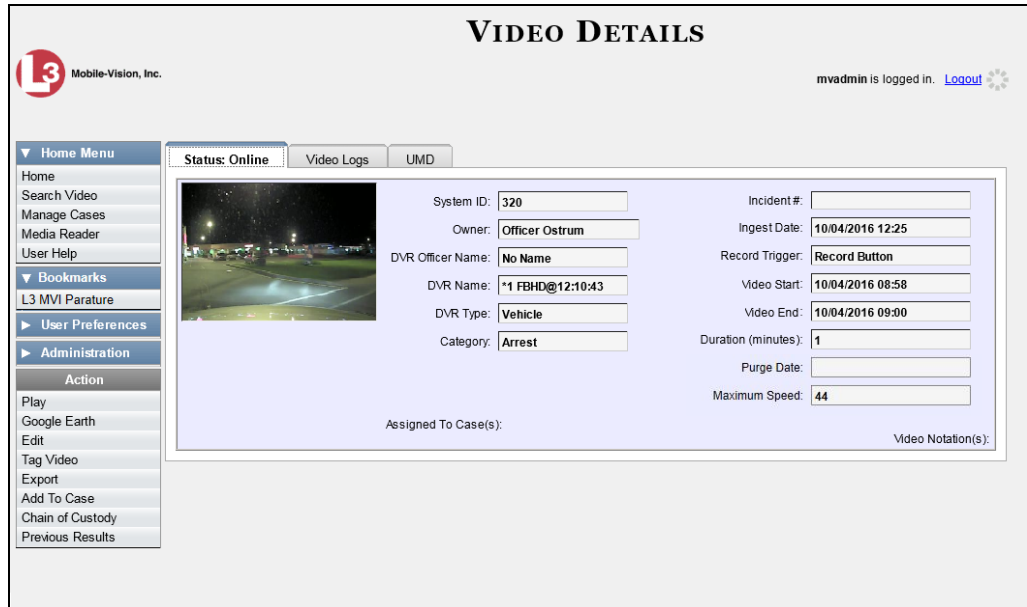 VIDEO DETAILS
L3 Mobile-Vision, Inc.
mvadmin is logged in. Logout
▼ Home Menu
Home
Search Video
Manage Cases
Media Reader
User Help
▼ Bookmarks
L3 MVI Parature
▶ User Preferences
▶ Administration
Action
Play
Google Earth
Edit
Tag Video
Export
Add To Case
Chain of Custody
Previous Results
Status: Online Video Logs UMD
System ID: 320
Owner: Officer Ostrum
DVR Officer Name: No Name
DVR Name: *1 FBHD@12:10:43
DVR Type: Vehicle
Category: Arrest
Incident #:
Ingest Date: 10/04/2016 12:25
Record Trigger: Record Button
Video Start: 10/04/2016 08:58
Video End: 10/04/2016 09:00
Duration (minutes): 1
Purge Date:
Maximum Speed: 44
Assigned To Case(s):
Video Notation(s):